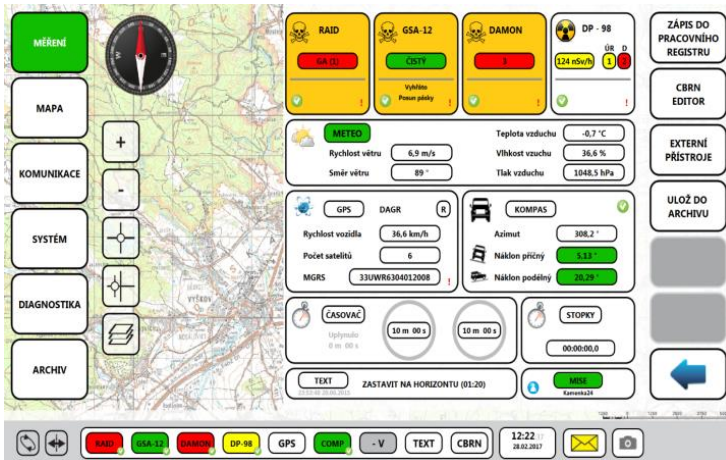 MĚŘENÍ
MAPA
KOMUNIKACE
SYSTÉM
DIAGNOSTIKA
ARCHIV
+
-
RAID
GA (1)
!
GSA-12
ČISTÝ
Vyhřáto
Posun pásky
!
DAMON
3
!
DP - 98
ÚR D
124 nSv/h
1
2
!
METEO
Rychlost větru
6,9 m/s
Směr větru
89 °
Teplota vzduchu
-0,7 °C
Vlhkost vzuchu
36,6 %
Tlak vzduchu
1048,5 hPa
GPS
DAGR
R
Rychlost vozidla
36,6 km/h
Počet satelitů
6
MGRS
33UWR6304012008
!
KOMPAS
Azimut
308,2 °
Náklon příčný
5,13 °
Náklon podélný
20,29 °
ČASOVAČ
Uplynulo
0 m 00 s
10 m 00 s
10 m 00 s
STOPKY
00:00:00,0
TEXT
ZASTAVIT NA HORIZONTU (01:20)
MISE
Kamenka24
ZÁPIS DO
PRACOVNÍHO
REGISTRU
CBRN
EDITOR
EXTERNÍ
PŘÍSTROJE
ULOŽ DO
ARCHIVU
VYŠKOV
RAID
GSA-12
DAMON
DP-98
GPS
COMP
- V
TEXT
CBRN
12:22
28.02.2017